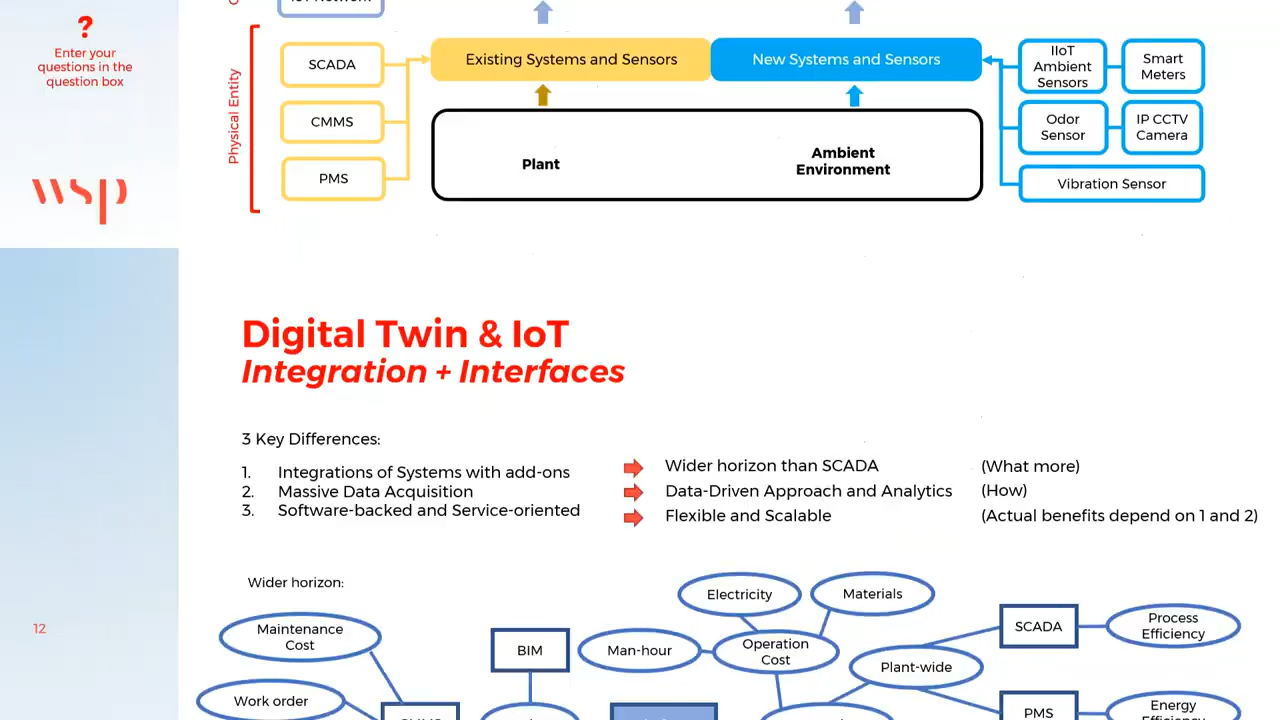 ?
Enter your
questions in the
question box
wsp
IoT Network
Physical Entity
SCADA
CMMS
PMS
Existing Systems and Sensors
New Systems and Sensors
Plant
Ambient
Environment
IIoT
Ambient
Sensors
Smart
Meters
Odor
Sensor
IP CCTV
Camera
Vibration Sensor
Digital Twin & IoT
Integration + Interfaces
3 Key Differences:
1. Integrations of Systems with add-ons
Wider horizon than SCADA
(What more)
2. Massive Data Acquisition
Data-Driven Approach and Analytics
(How)
3. Software-backed and Service-oriented
Flexible and Scalable
(Actual benefits depend on 1 and 2)
Wider horizon:
Maintenance
Cost
Work order
BIM
Man-hour
Electricity
Materials
Operation
Cost
Plant-wide
SCADA
Process
Efficiency
PMS
Energy
12